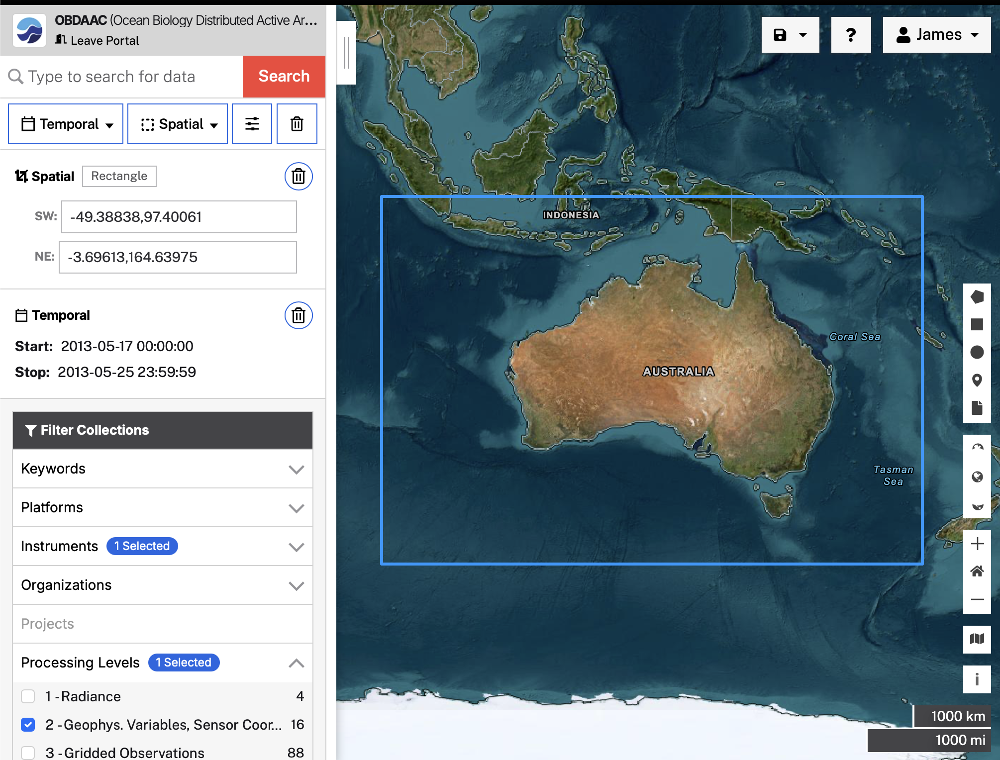 OBDAAC (Ocean Biology Distributed Active Ar...
Leave Portal
Type to search for data
Search
Temporal
Spatial
Spatial
Rectangle
SW: -49.38838,97.40061
NE: -3.69613,164.63975
Temporal
Start: 2013-05-17 00:00:00
Stop: 2013-05-25 23:59:59
Filter Collections
Keywords
Platforms
Instruments 1 Selected
Organizations
Projects
Processing Levels 1 Selected
1 - Radiance 4
2 - Geophys. Variables, Sensor Coor... 16
3 - Gridded Observations 88
?
James
INDONESIA
AUSTRALIA
Coral Sea
Tasman
Sea
i
1000 km
1000 mi